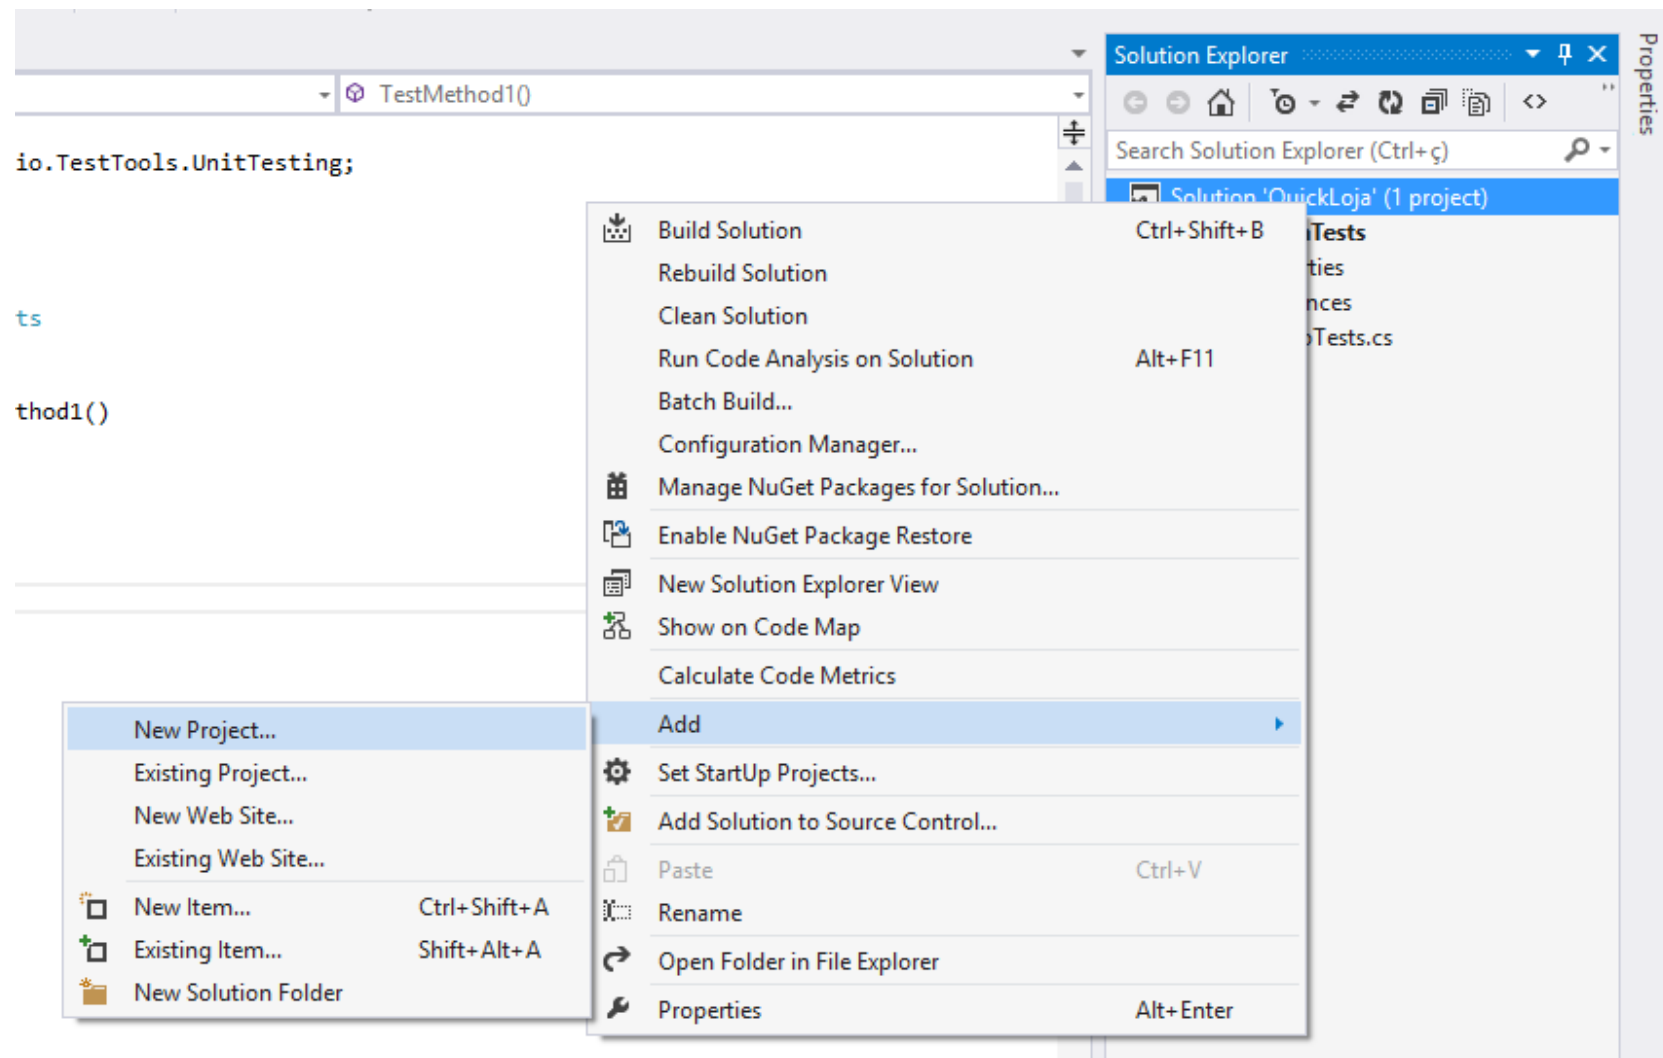 Solution Explorer
Properties
TestMethod1()
Search Solution Explorer (Ctrl+ç)
io.TestTools.UnitTesting;
Solution 'QuickLoja' (1 project)
Tests
ties
nces
Tests.cs
ts
thod1()
Build Solution Ctrl+Shift+B
Rebuild Solution
Clean Solution
Run Code Analysis on Solution Alt+F11
Batch Build...
Configuration Manager...
Manage NuGet Packages for Solution...
Enable NuGet Package Restore
New Solution Explorer View
Show on Code Map
Calculate Code Metrics
Add
Set StartUp Projects...
Add Solution to Source Control...
Paste Ctrl+V
Rename
Open Folder in File Explorer
Properties Alt+Enter
New Project...
Existing Project...
New Web Site...
Existing Web Site...
New Item... Ctrl+Shift+A
Existing Item... Shift+Alt+A
New Solution Folder